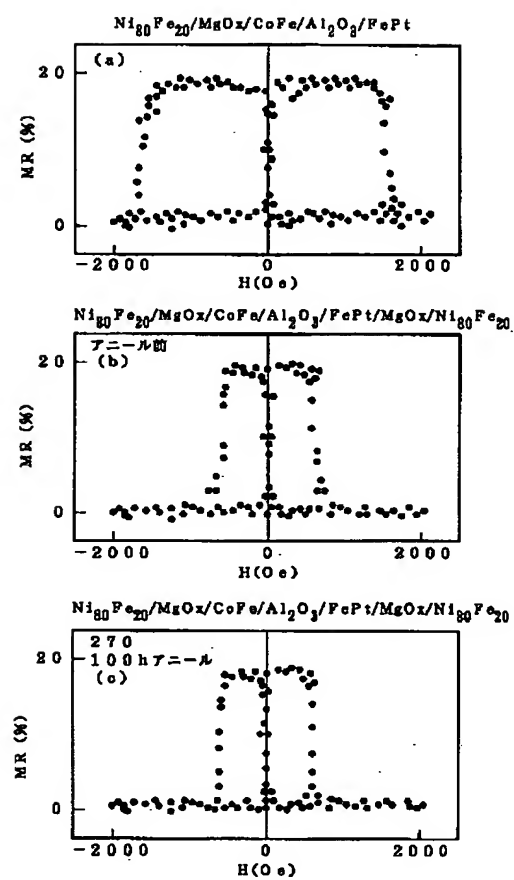 Ni80Fe20/MgOx/CoFe/Al2O3/FePt
(a)
20
0
MR (%)
-2000 0 2000
H(Oe)
Ni80Fe20/MgOx/CoFe/Al2O3/FePt/MgOx/Ni80Fe20
アニール前
(b)
20
0
MR (%)
-2000 0 2000
H(Oe)
Ni80Fe20/MgOx/CoFe/Al2O3/FePt/MgOx/Ni80Fe20
270
100hアニール
(c)
20
0
MR (%)
-2000 0 2000
H(Oe)